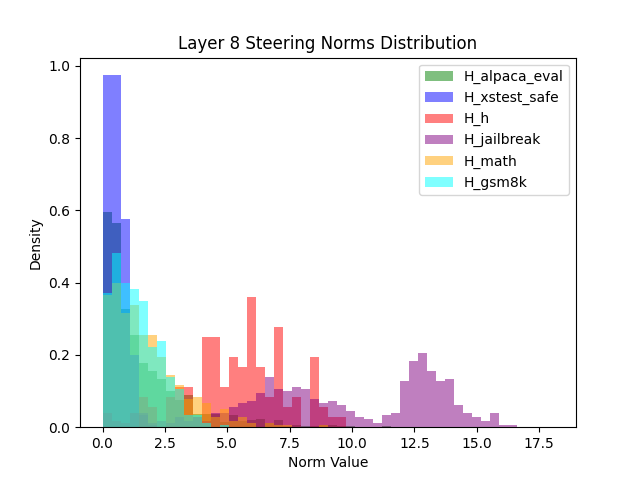 Layer 8 Steering Norms Distribution
H_alpaca_eval
H_xstest_safe
H_h
H_jailbreak
H_math
H_gsm8k
Density
1.0
0.8
0.6
0.4
0.2
0.0
0.0 2.5 5.0 7.5 10.0 12.5 15.0 17.5
Norm Value